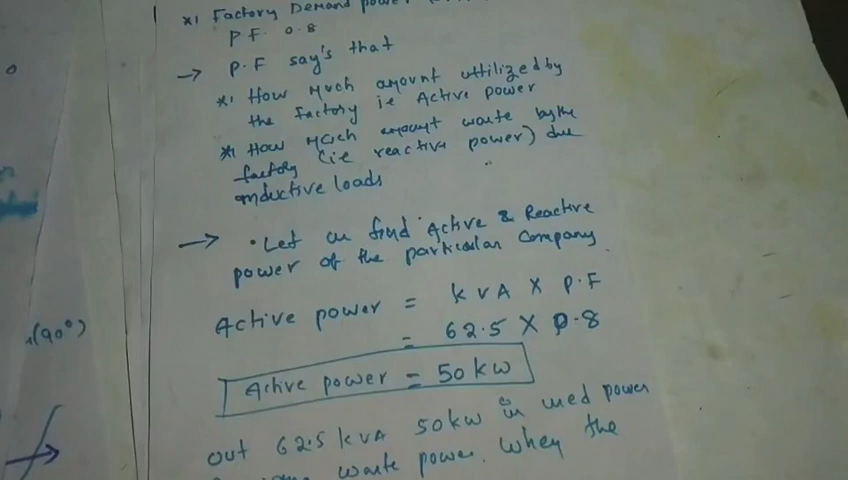 *1 Factory Demand power
P.F. 0.8
→ P.F say's that
*1 How Much amount uttilized by
the factory ie Active power
*1 How Much amount waste by the
factory (ie reactive power) due
inductive loads
→ • Let us find Active & Reactive
power of the particular Company
Active power = kVA X P.F
= 62.5 X 0.8
Active power = 50 kw
out 62.5 kVA 50kw is used power
waste power. When the
(90°)